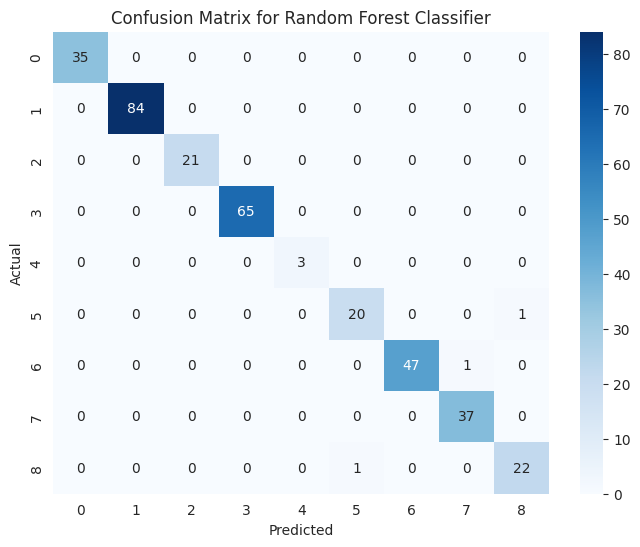 Confusion Matrix for Random Forest Classifier
0 35 0 0 0 0 0 0 0 0
1 0 84 0 0 0 0 0 0 0
2 0 0 21 0 0 0 0 0 0
3 0 0 0 65 0 0 0 0 0
4 0 0 0 0 3 0 0 0 0
5 0 0 0 0 0 20 0 0 1
6 0 0 0 0 0 0 47 1 0
7 0 0 0 0 0 0 0 37 0
8 0 0 0 0 0 1 0 0 22
0 1 2 3 4 5 6 7 8
Predicted
Actual
80
70
60
50
40
30
20
10
0